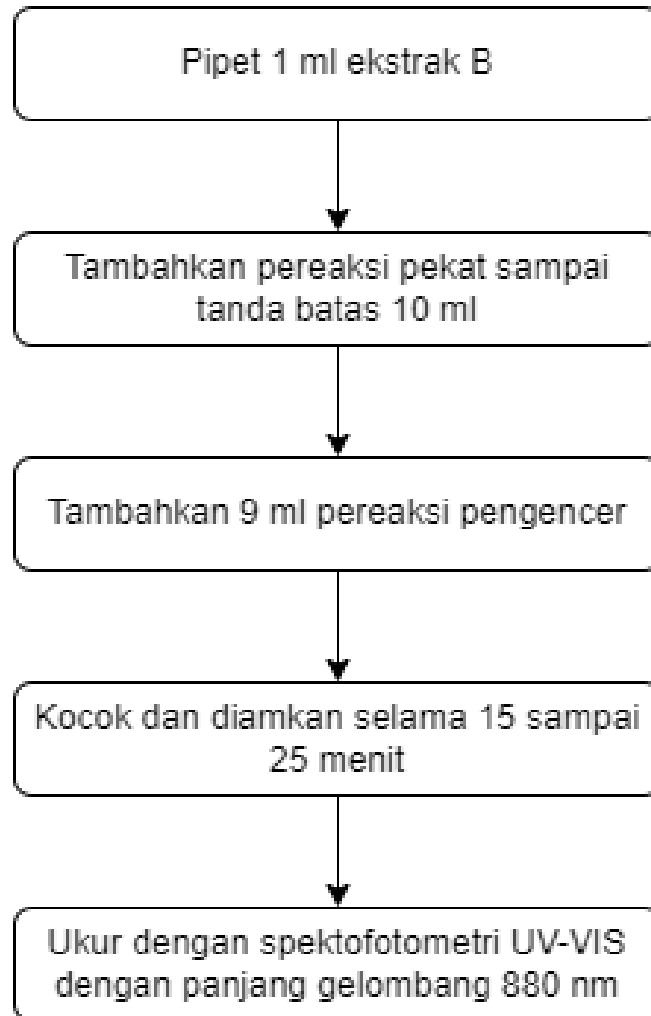 Pipet 1 ml ekstrak B
Tambahkan pereaksi pekat sampai
tanda batas 10 ml
Tambahkan 9 ml pereaksi pengencer
Kocok dan diamkan selama 15 sampai
25 menit
Ukur dengan spektofotometri UV-VIS
dengan panjang gelombang 880 nm